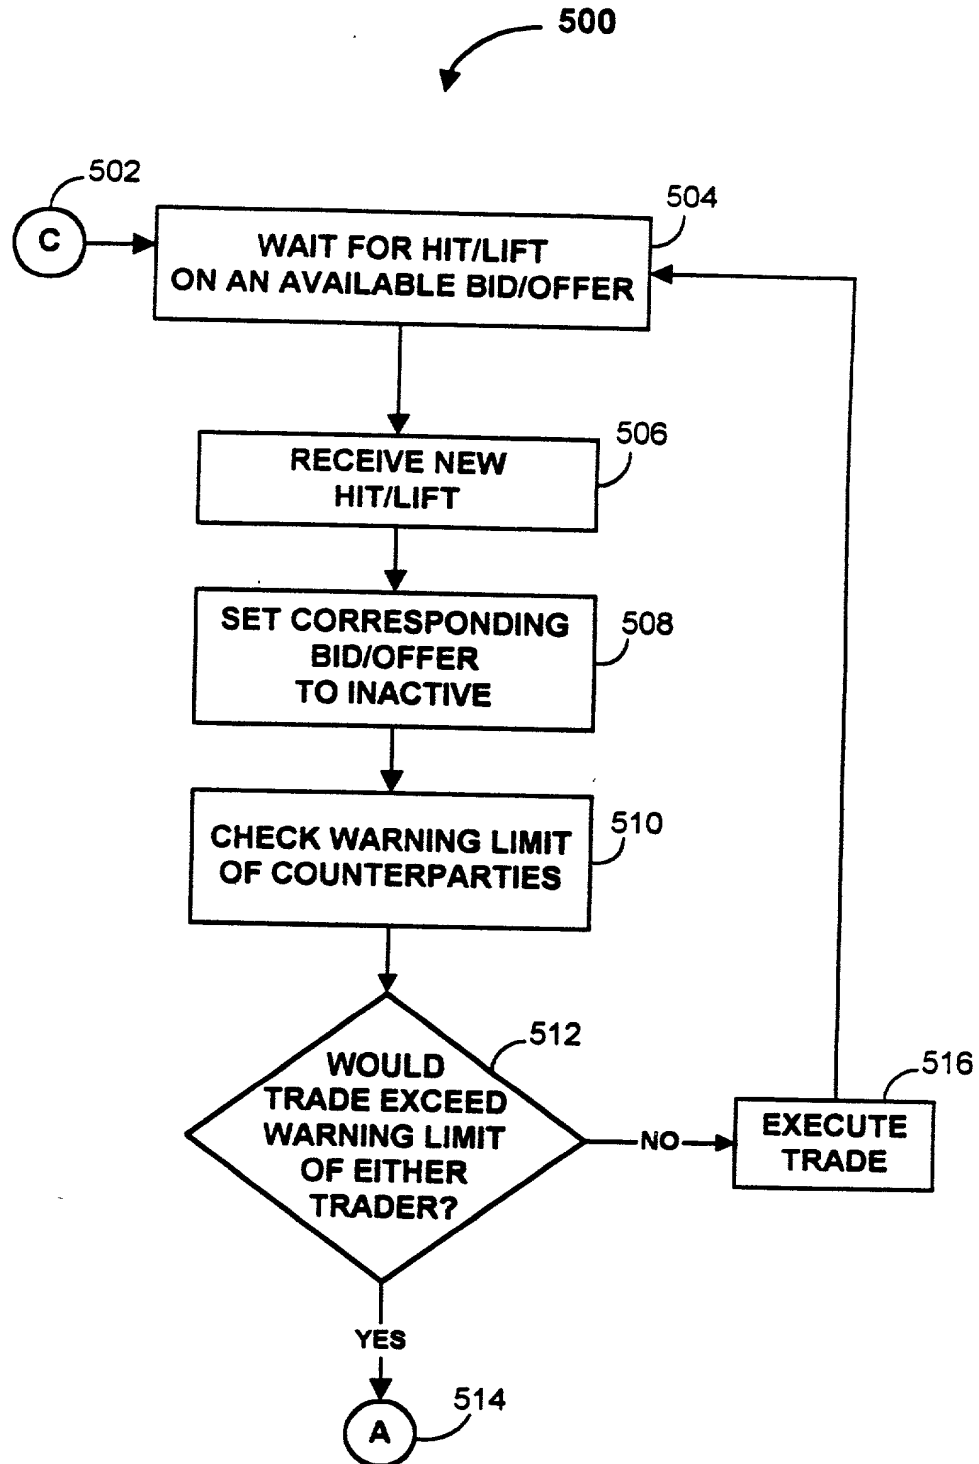 500
502
C
504
WAIT FOR HIT/LIFT
ON AN AVAILABLE BID/OFFER
506
RECEIVE NEW
HIT/LIFT
508
SET CORRESPONDING
BID/OFFER
TO INACTIVE
510
CHECK WARNING LIMIT
OF COUNTERPARTIES
512
WOULD
TRADE EXCEED
WARNING LIMIT
OF EITHER
TRADER?
NO
516
EXECUTE
TRADE
YES
514
A